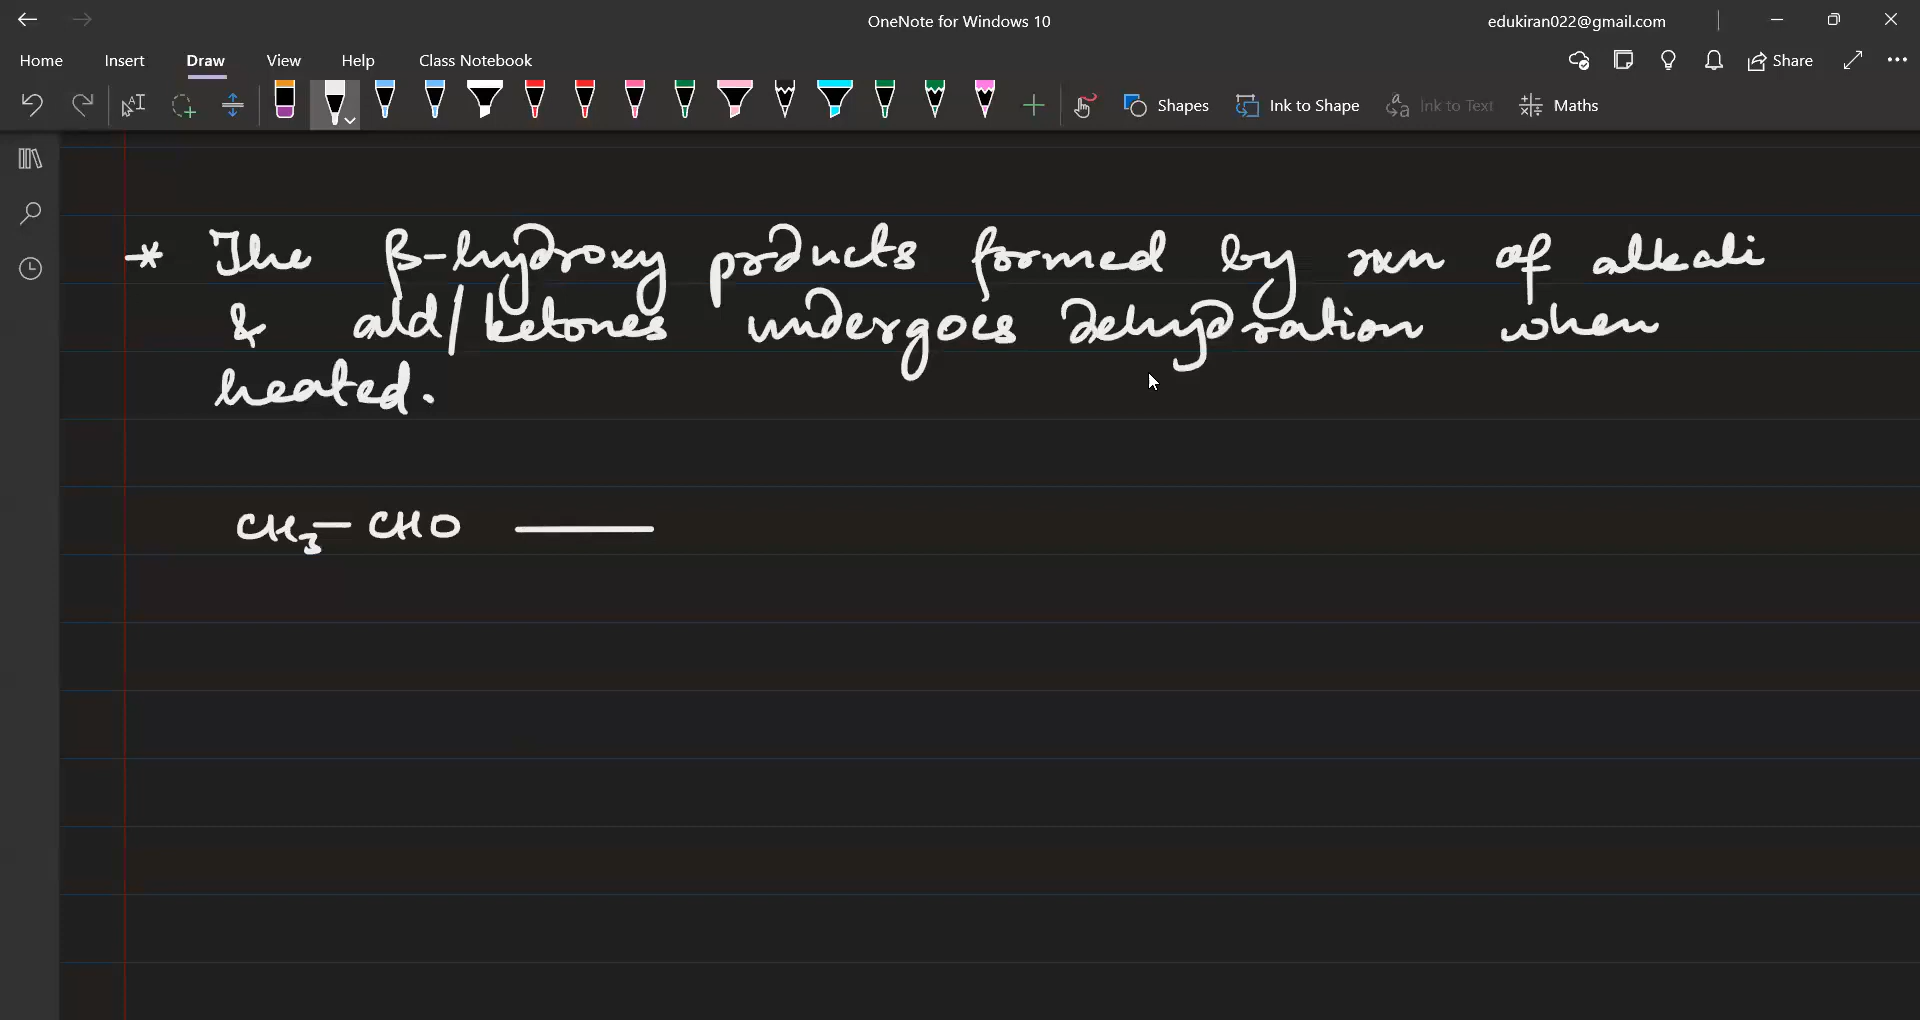 OneNote for Windows 10
edukiran022@gmail.com
Home Insert Draw View Help Class Notebook
Share
Shapes Ink to Shape Ink to Text Maths
* The β-hydroxy products formed by rxn of alkali
& ald/ketones undergoes dehydration when
heated.
CH₃—CHO ———